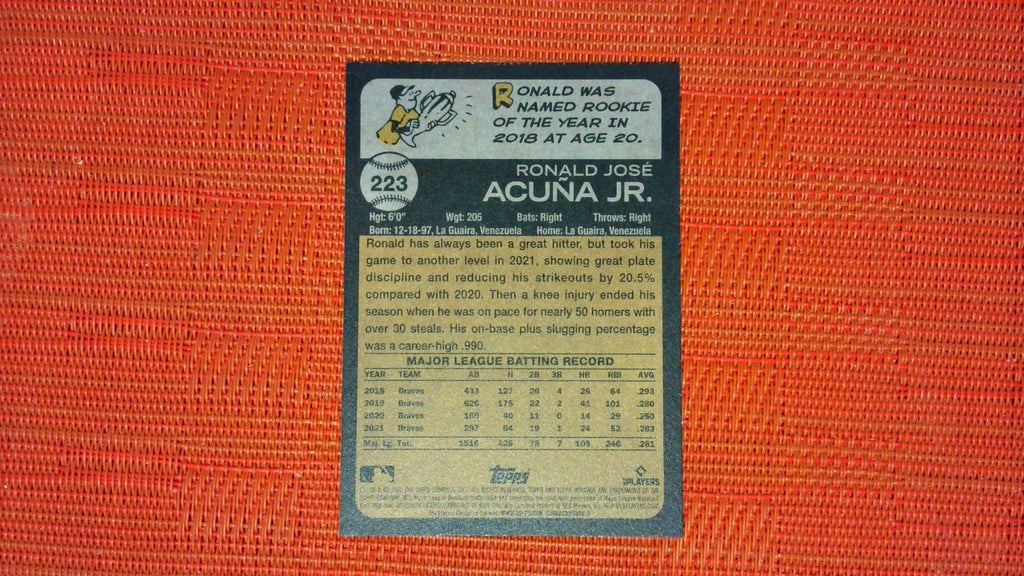 RONALD WAS
NAMED ROOKIE
OF THE YEAR IN
2018 AT AGE 20.
223
RONALD JOSÉ
ACUÑA JR.
Hgt: 6'0" Wgt: 205 Bats: Right Throws: Right
Born: 12-18-97, La Guaira, Venezuela Home: La Guaira, Venezuela
Ronald has always been a great hitter, but took his
game to another level in 2021, showing great plate
discipline and reducing his strikeouts by 20.5%
compared with 2020. Then a knee injury ended his
season when he was on pace for nearly 50 homers with
over 30 steals. His on-base plus slugging percentage
was a career-high .990.
MAJOR LEAGUE BATTING RECORD
YEAR TEAM AB H 2B 3B HR RBI AVG
2018 Braves 433 127 26 4 26 64 .293
2019 Braves 626 175 22 2 41 101 .280
2020 Braves 160 40 11 0 14 29 .250
2021 Braves 297 84 19 1 24 52 .283
Maj. Lg. Tot. 1516 426 78 7 105 246 .281
Topps
PLAYERS